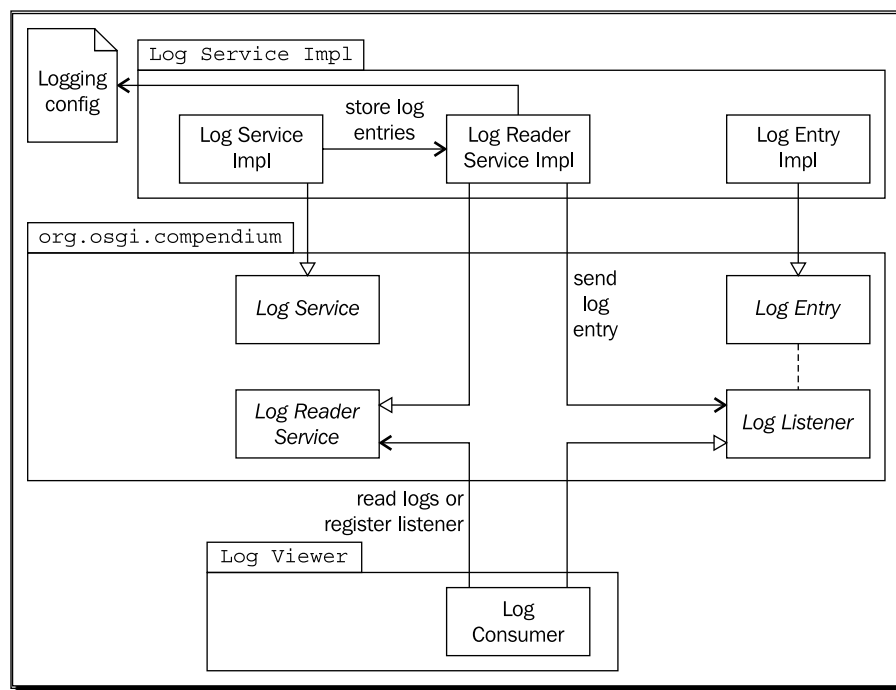 Logging
config
Log Service Impl
store log
entries
Log Service
Impl
Log Reader
Service Impl
Log Entry
Impl
org.osgi.compendium
Log Service
send
log
entry
Log Entry
Log Reader
Service
Log Listener
read logs or
register listener
Log Viewer
Log
Consumer